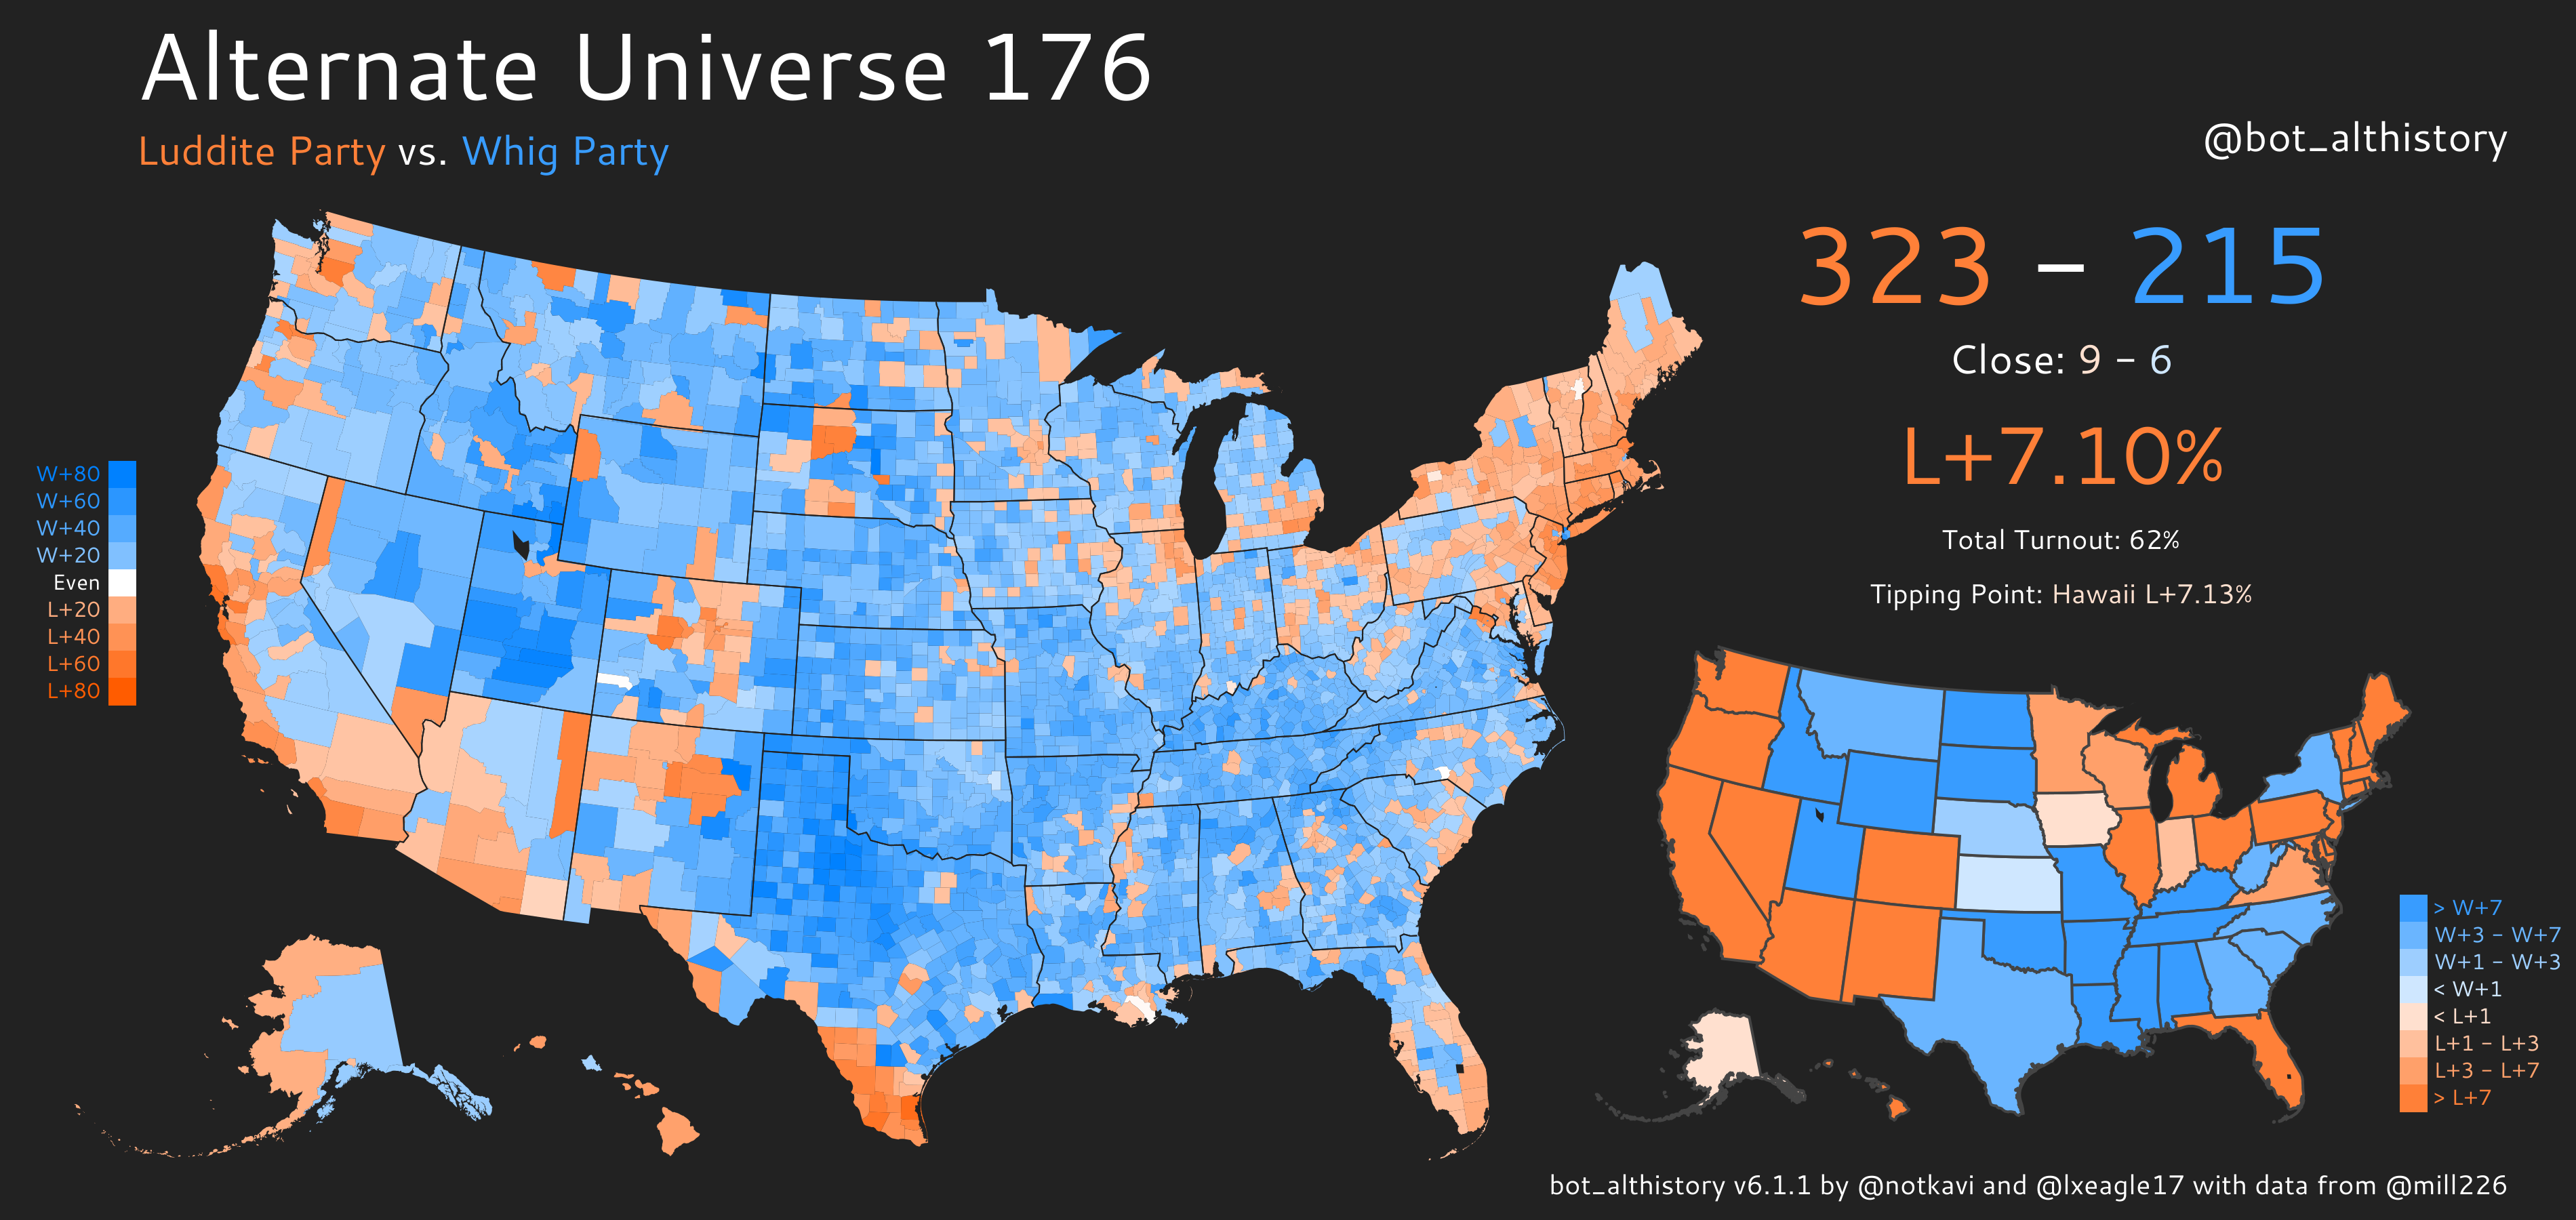 Alternate Universe 176
Luddite Party vs. Whig Party
@bot_althistory
323 – 215
Close: 9 – 6
L+7.10%
Total Turnout: 62%
Tipping Point: Hawaii L+7.13%
W+80
W+60
W+40
W+20
Even
L+20
L+40
L+60
L+80
> W+7
W+3 – W+7
W+1 – W+3
< W+1
< L+1
L+1 – L+3
L+3 – L+7
> L+7
bot_althistory v6.1.1 by @notkavi and @lxeagle17 with data from @mill226